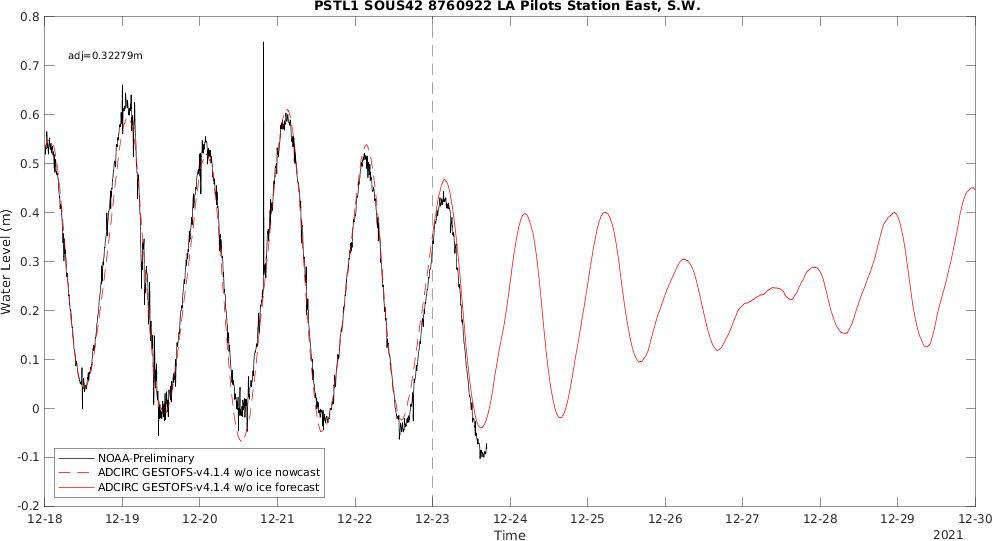 PSTL1 SOUS42 8760922 LA Pilots Station East, S.W.
adj=0.32279m
0.8
0.7
0.6
0.5
0.4
0.3
0.2
0.1
0
-0.1
-0.2
Water Level (m)
NOAA-Preliminary
ADCIRC GESTOFS-v4.1.4 w/o ice nowcast
ADCIRC GESTOFS-v4.1.4 w/o ice forecast
12-18 12-19 12-20 12-21 12-22 12-23 12-24 12-25 12-26 12-27 12-28 12-29 12-30
Time
2021